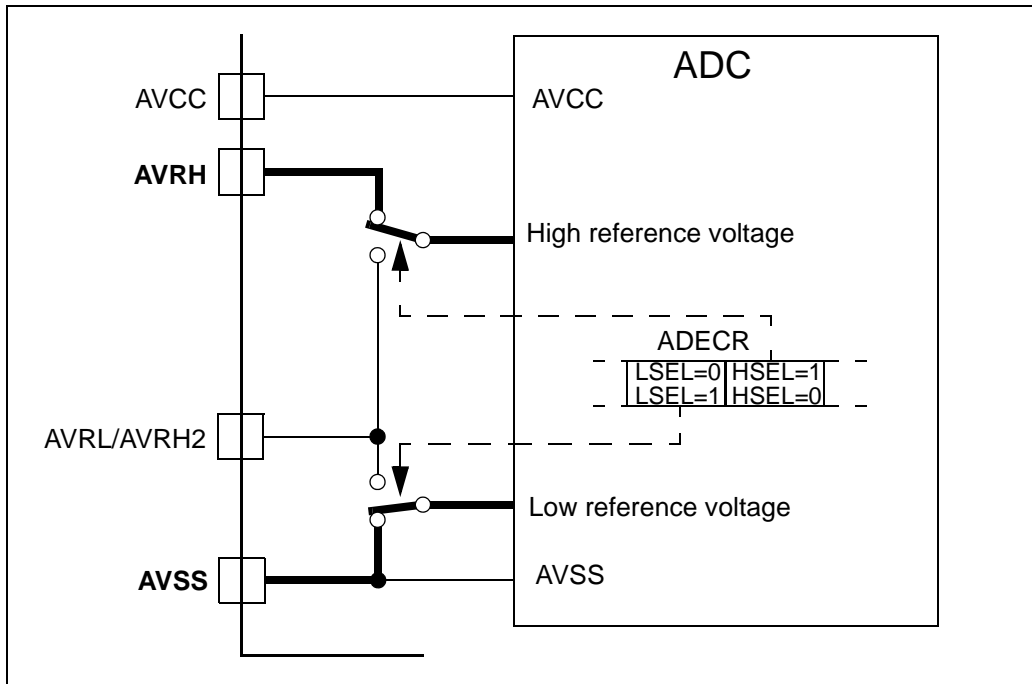 ADC
AVCC
AVCC
AVRH
High reference voltage
ADECR
LSEL=0 HSEL=1
LSEL=1 HSEL=0
AVRL/AVRH2
Low reference voltage
AVSS
AVSS